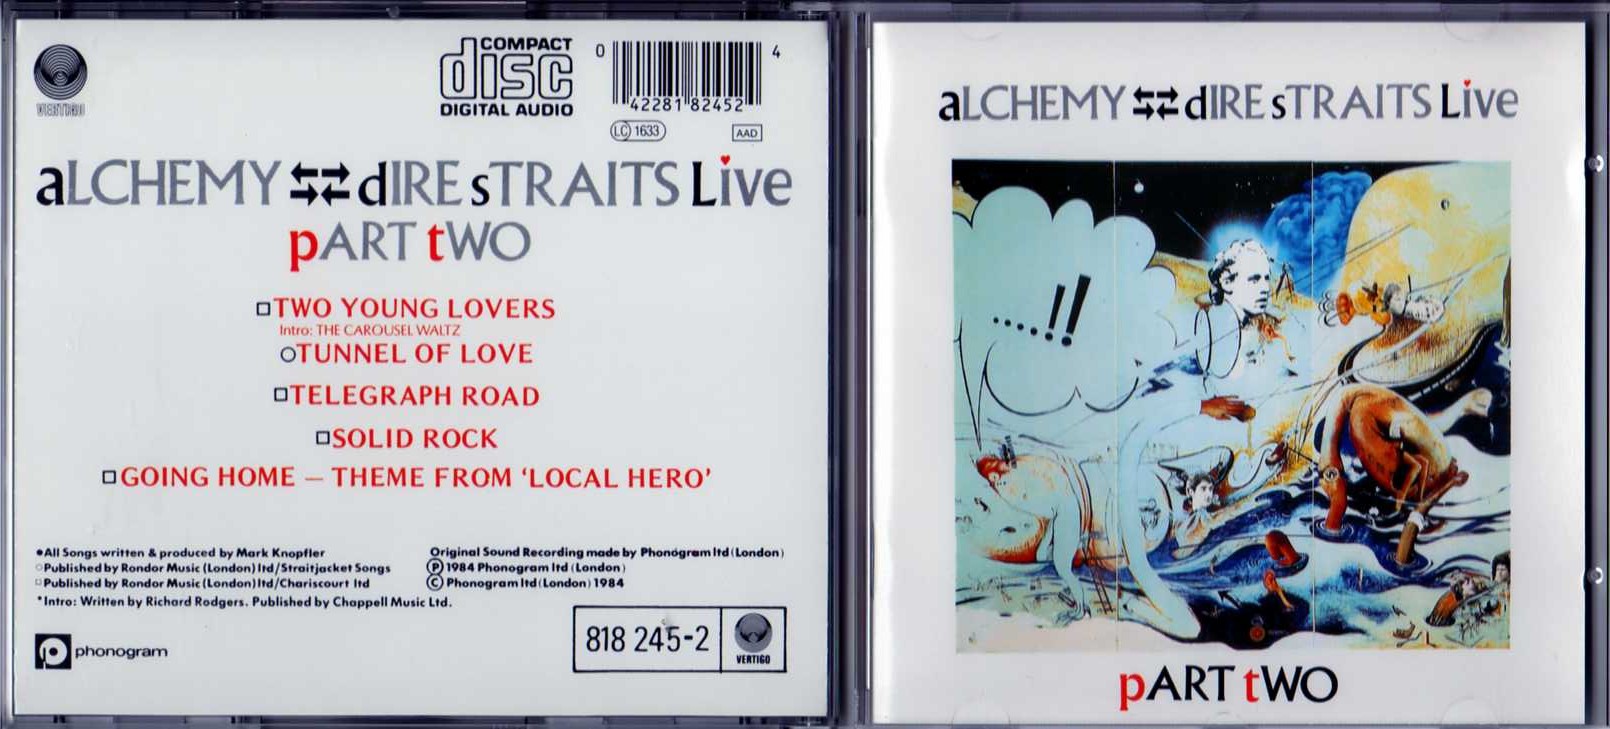 VERTIGO
COMPACT
disc
DIGITAL AUDIO
0 42281 82452 4
LC 1633
AAD
aLCHEMY dIRE sTRAITS Live
pART tWO
TWO YOUNG LOVERS
Intro: THE CAROUSEL WALTZ
TUNNEL OF LOVE
TELEGRAPH ROAD
SOLID ROCK
GOING HOME – THEME FROM ‘LOCAL HERO’
•All Songs written & produced by Mark Knopfler
○Published by Rondor Music (London) ltd/Straitjacket Songs
□Published by Rondor Music (London) ltd/Chariscourt ltd
*Intro: Written by Richard Rodgers. Published by Chappell Music Ltd.
Original Sound Recording made by Phonogram ltd (London)
Ⓟ 1984 Phonogram ltd (London)
© Phonogram ltd (London) 1984
phonogram
818 245-2
VERTIGO
aLCHEMY dIRE sTRAITS Live
....!!
pART tWO